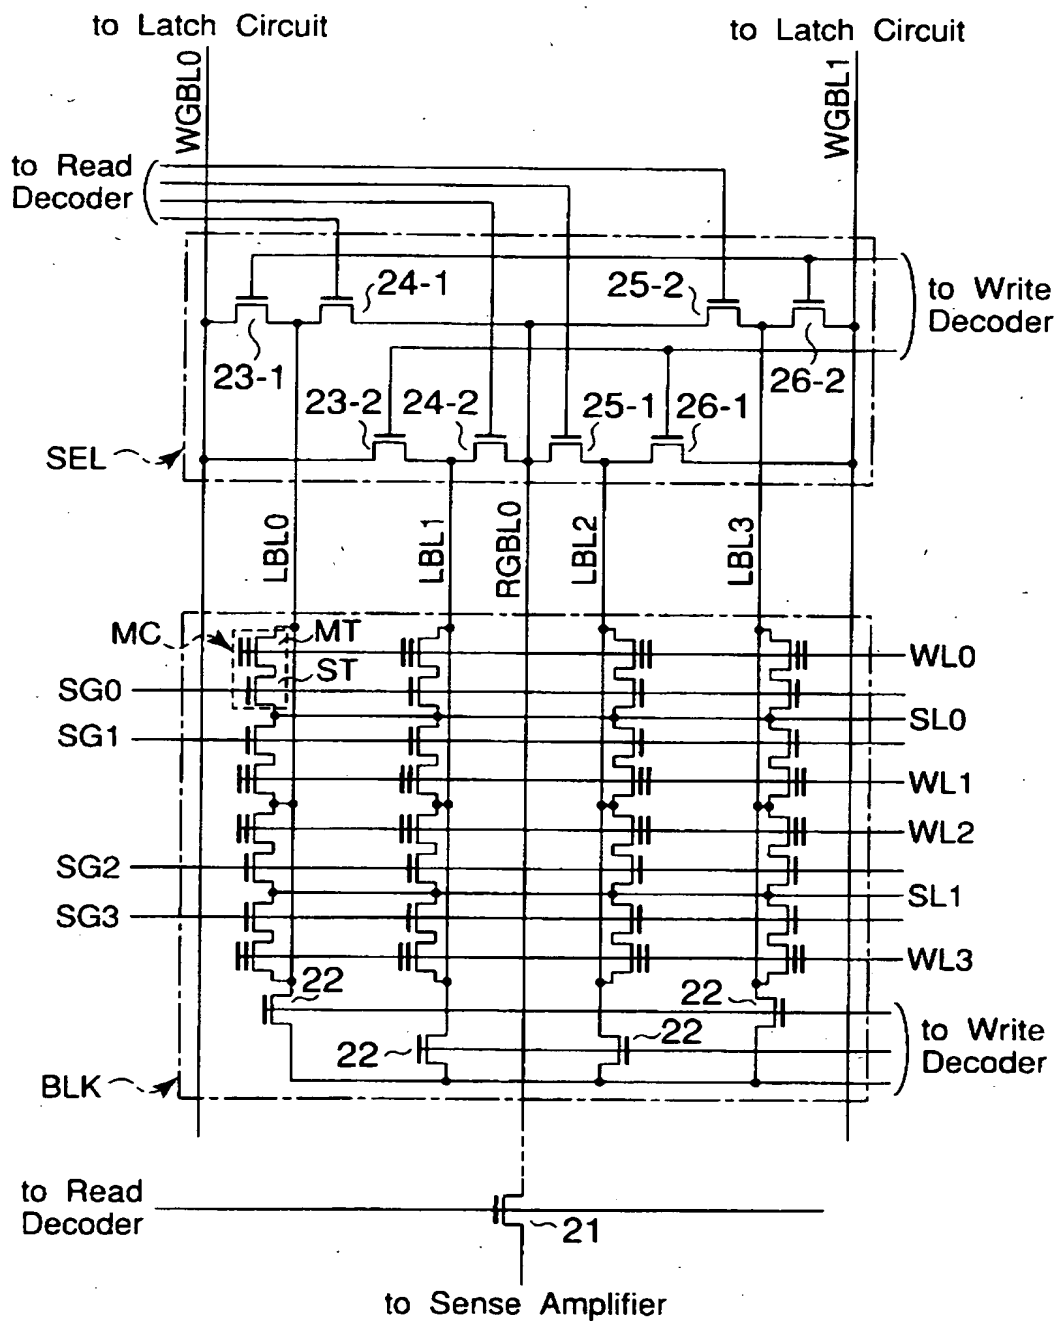 to Latch Circuit
to Latch Circuit
WGBL0
WGBL1
to Read
Decoder
24-1
25-2
to Write
Decoder
23-1
26-2
23-2
24-2
25-1
26-1
SEL
LBL0
LBL1
RGBL0
LBL2
LBL3
MC
MT
WL0
ST
SG0
SL0
SG1
WL1
WL2
SG2
SL1
SG3
WL3
22
22
22
22
to Write
Decoder
BLK
to Read
Decoder
21
to Sense Amplifier